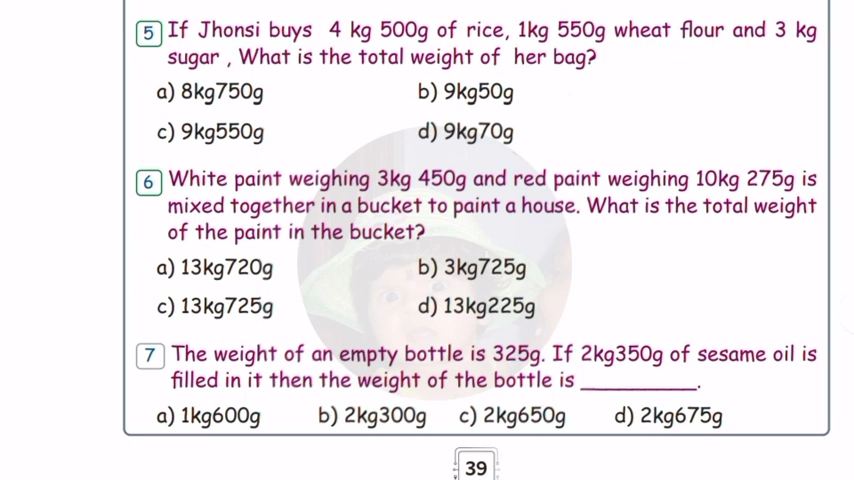 5 If Jhonsi buys 4 kg 500g of rice, 1kg 550g wheat flour and 3 kg
sugar , What is the total weight of her bag?
a) 8kg750g b) 9kg50g
c) 9kg550g d) 9kg70g
6 White paint weighing 3kg 450g and red paint weighing 10kg 275g is
mixed together in a bucket to paint a house. What is the total weight
of the paint in the bucket?
a) 13kg720g b) 3kg725g
c) 13kg725g d) 13kg225g
7 The weight of an empty bottle is 325g. If 2kg350g of sesame oil is
filled in it then the weight of the bottle is __________.
a) 1kg600g b) 2kg300g c) 2kg650g d) 2kg675g
39